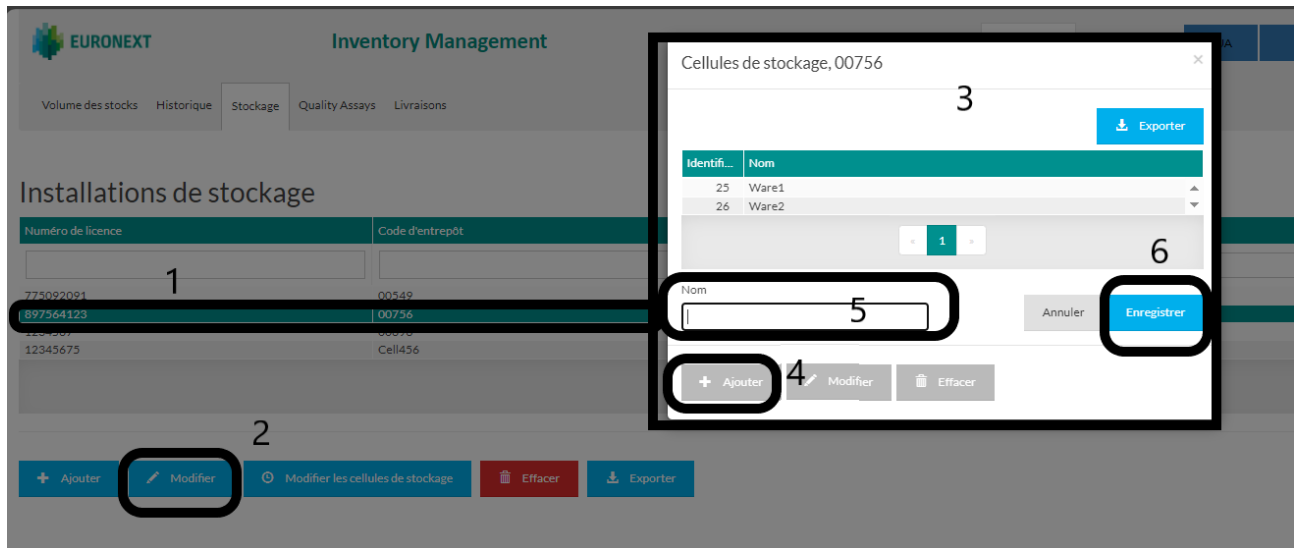 EURONEXT
Inventory Management
Volume des stocks Historique Stockage Quality Assays Livraisons
Installations de stockage
Numéro de licence Code d'entrepôt
1
775092091 00549
897564123 00756
12345675 Cell456
2
Ajouter Modifier Modifier les cellules de stockage Effacer Exporter
Cellules de stockage, 00756 ×
3
Exporter
Identifi... Nom
25 Ware1
26 Ware2
« 1 »
6
Nom
5
Annuler Enregistrer
4
Ajouter Modifier Effacer